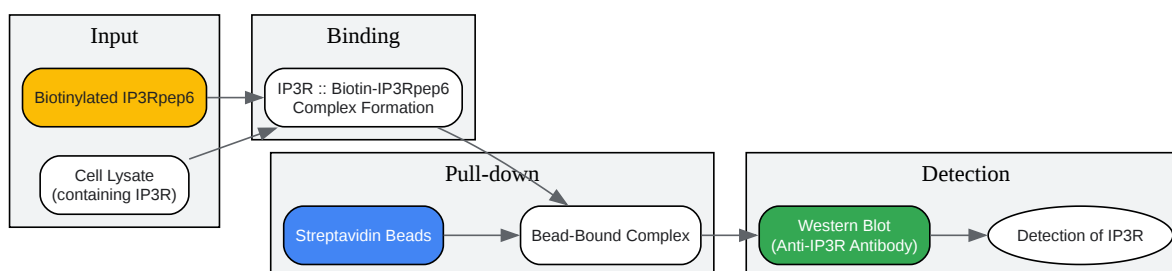 Input
Biotinylated IP3Rpep6
Cell Lysate
(containing IP3R)
Binding
IP3R :: Biotin-IP3Rpep6
Complex Formation
Pull-down
Streptavidin Beads
Bead-Bound Complex
Detection
Western Blot
(Anti-IP3R Antibody)
Detection of IP3R